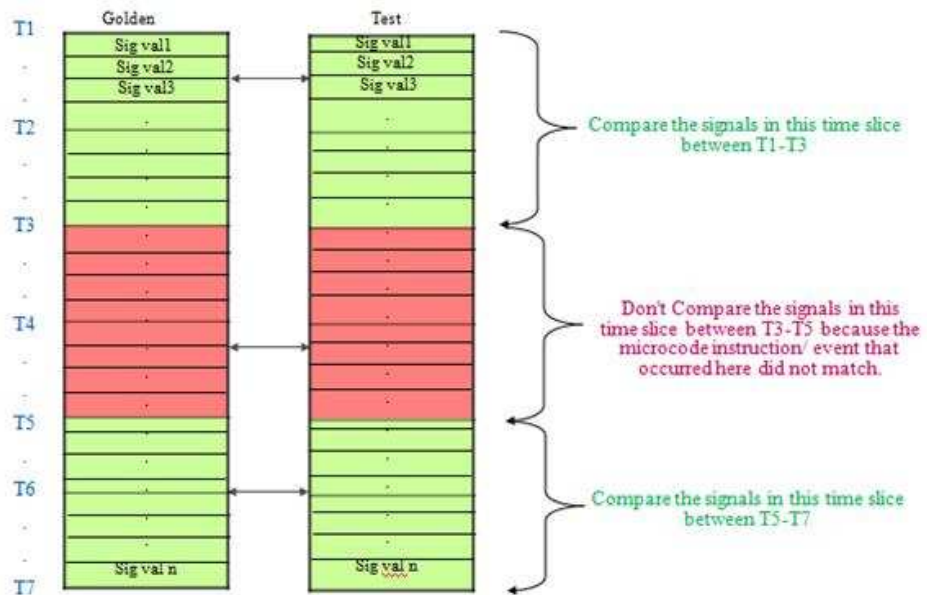 Golden
Test
T1
Sig val1
Sig val1
Sig val2
Sig val2
Sig val3
Sig val3
T2
Compare the signals in this time slice
between T1-T3
T3
T4
Don't Compare the signals in this
time slice between T3-T5 because the
microcode instruction/ event that
occurred here did not match.
T5
T6
Compare the signals in this time slice
between T5-T7
Sig val n
Sig val n
T7